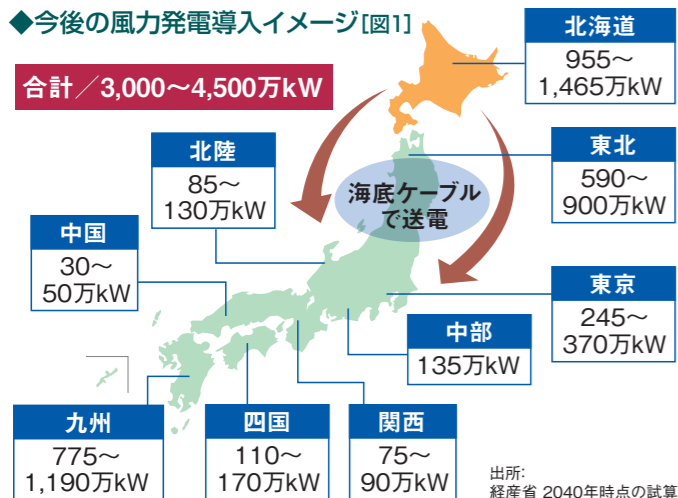 ◆今後の風力発電導入イメージ[図1]
合計／3,000～4,500万kW
北海道
955～
1,465万kW
東北
590～
900万kW
北陸
85～
130万kW
海底ケーブル
で送電
中国
30～
50万kW
東京
245～
370万kW
中部
135万kW
九州
775～
1,190万kW
四国
110～
170万kW
関西
75～
90万kW
出所：
経産省 2040年時点の試算